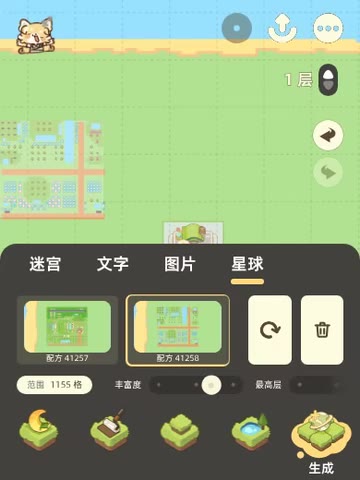 1 层
迷宫 文字 图片 星球
配方 41257 配方 41258
范围 1155 格 丰富度 最高层
生成